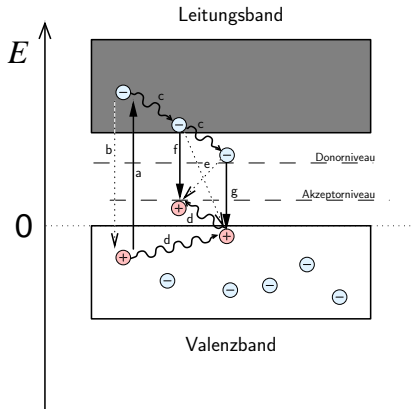 Leitungsband
E
c
c
b
f
e
Donorniveau
a
g
Akzeptorniveau
d
0
d
Valenzband